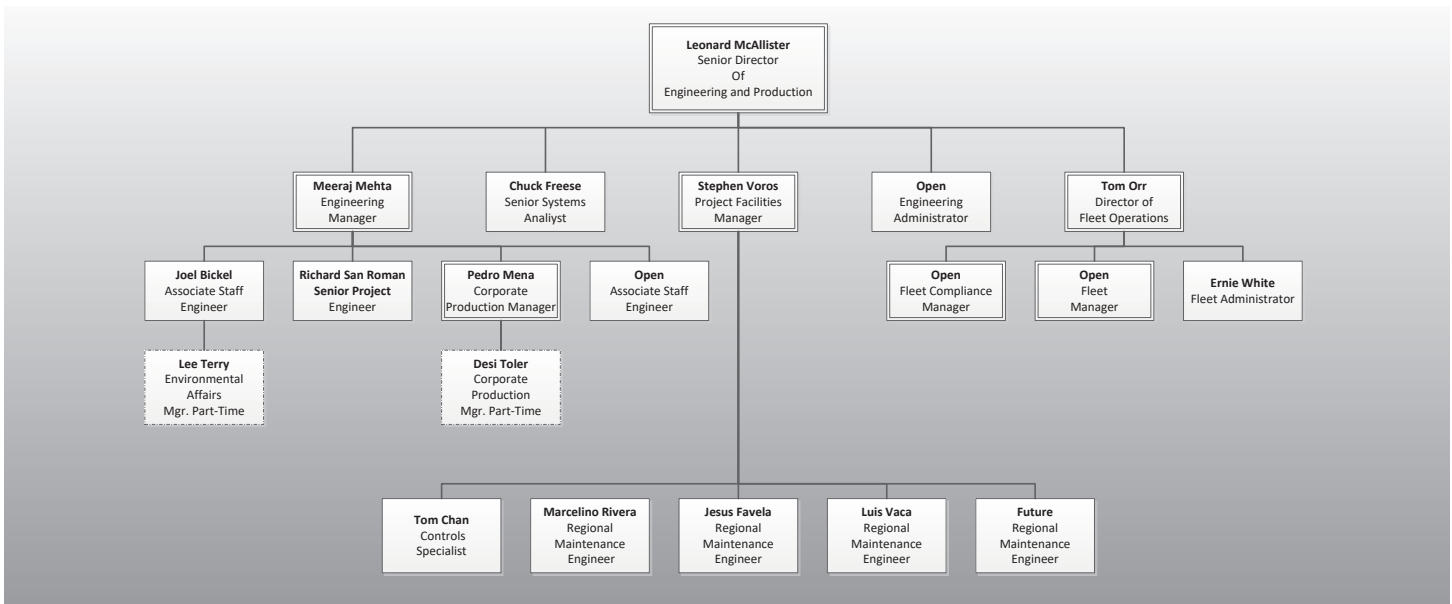 Leonard McAllister
Senior Director
Of
Engineering and Production
Meeraj Mehta
Engineering
Manager
Chuck Freese
Senior Systems
Analyst
Stephen Voros
Project Facilities
Manager
Open
Engineering
Administrator
Tom Orr
Director of
Fleet Operations
Joel Bickel
Associate Staff
Engineer
Richard San Roman
Senior Project
Engineer
Pedro Mena
Corporate
Production Manager
Open
Associate Staff
Engineer
Open
Fleet Compliance
Manager
Open
Fleet
Manager
Ernie White
Fleet Administrator
Lee Terry
Environmental
Affairs
Mgr. Part-Time
Desi Toler
Corporate
Production
Mgr. Part-Time
Tom Chan
Controls
Specialist
Marcelino Rivera
Regional
Maintenance
Engineer
Jesus Favela
Regional
Maintenance
Engineer
Luis Vaca
Regional
Maintenance
Engineer
Future
Regional
Maintenance
Engineer